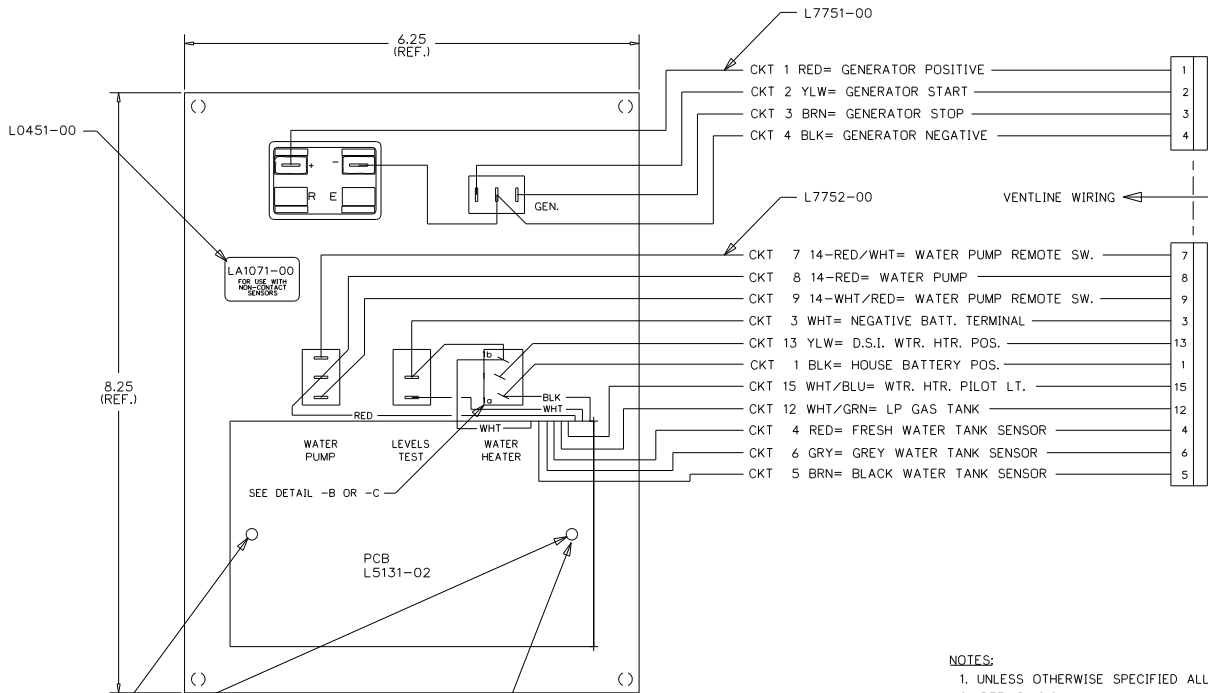 L7751-00
6.25
(REF.)
CKT 1 RED= GENERATOR POSITIVE 1
CKT 2 YLW= GENERATOR START 2
CKT 3 BRN= GENERATOR STOP 3
CKT 4 BLK= GENERATOR NEGATIVE 4
L0451-00
+ -
R E
GEN.
L7752-00
VENTLINE WIRING
LA1071-00
FOR USE WITH
NON-CONTACT
SENSORS
CKT 7 14-RED/WHT= WATER PUMP REMOTE SW. 7
CKT 8 14-RED= WATER PUMP 8
CKT 9 14-WHT/RED= WATER PUMP REMOTE SW. 9
CKT 3 WHT= NEGATIVE BATT. TERMINAL 3
CKT 13 YLW= D.S.I. WTR. HTR. POS. 13
CKT 1 BLK= HOUSE BATTERY POS. 1
CKT 15 WHT/BLU= WTR. HTR. PILOT LT. 15
CKT 12 WHT/GRN= LP GAS TANK 12
CKT 4 RED= FRESH WATER TANK SENSOR 4
CKT 6 GRY= GREY WATER TANK SENSOR 6
CKT 5 BRN= BLACK WATER TANK SENSOR 5
8.25
(REF.)
b
a
BLK
WHT
RED
WHT
WATER
PUMP
LEVELS
TEST
WATER
HEATER
SEE DETAIL -B OR -C
PCB
L5131-02
NOTES:
1. UNLESS OTHERWISE SPECIFIED ALL